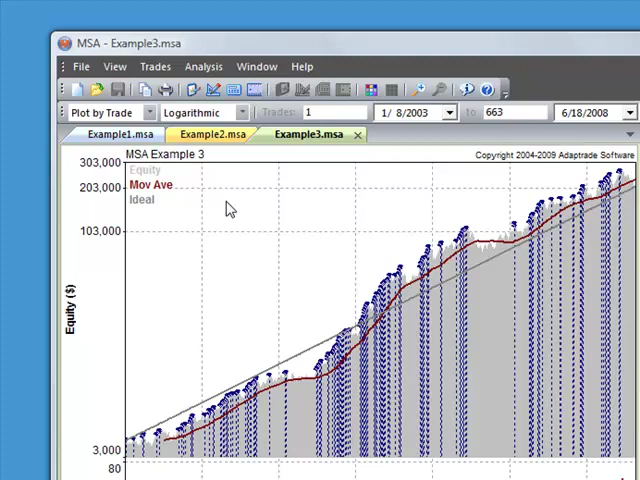 MSA - Example3.msa
File View Trades Analysis Window Help
Plot by Trade Logarithmic Trades: 1 1/ 8/2003 to 663 6/18/2008
Example1.msa Example2.msa Example3.msa
MSA Example 3 Copyright 2004-2009 Adaptrade Software
303,000
Equity
Mov Ave
203,000
Ideal
103,000
Equity ($)
3,000
80